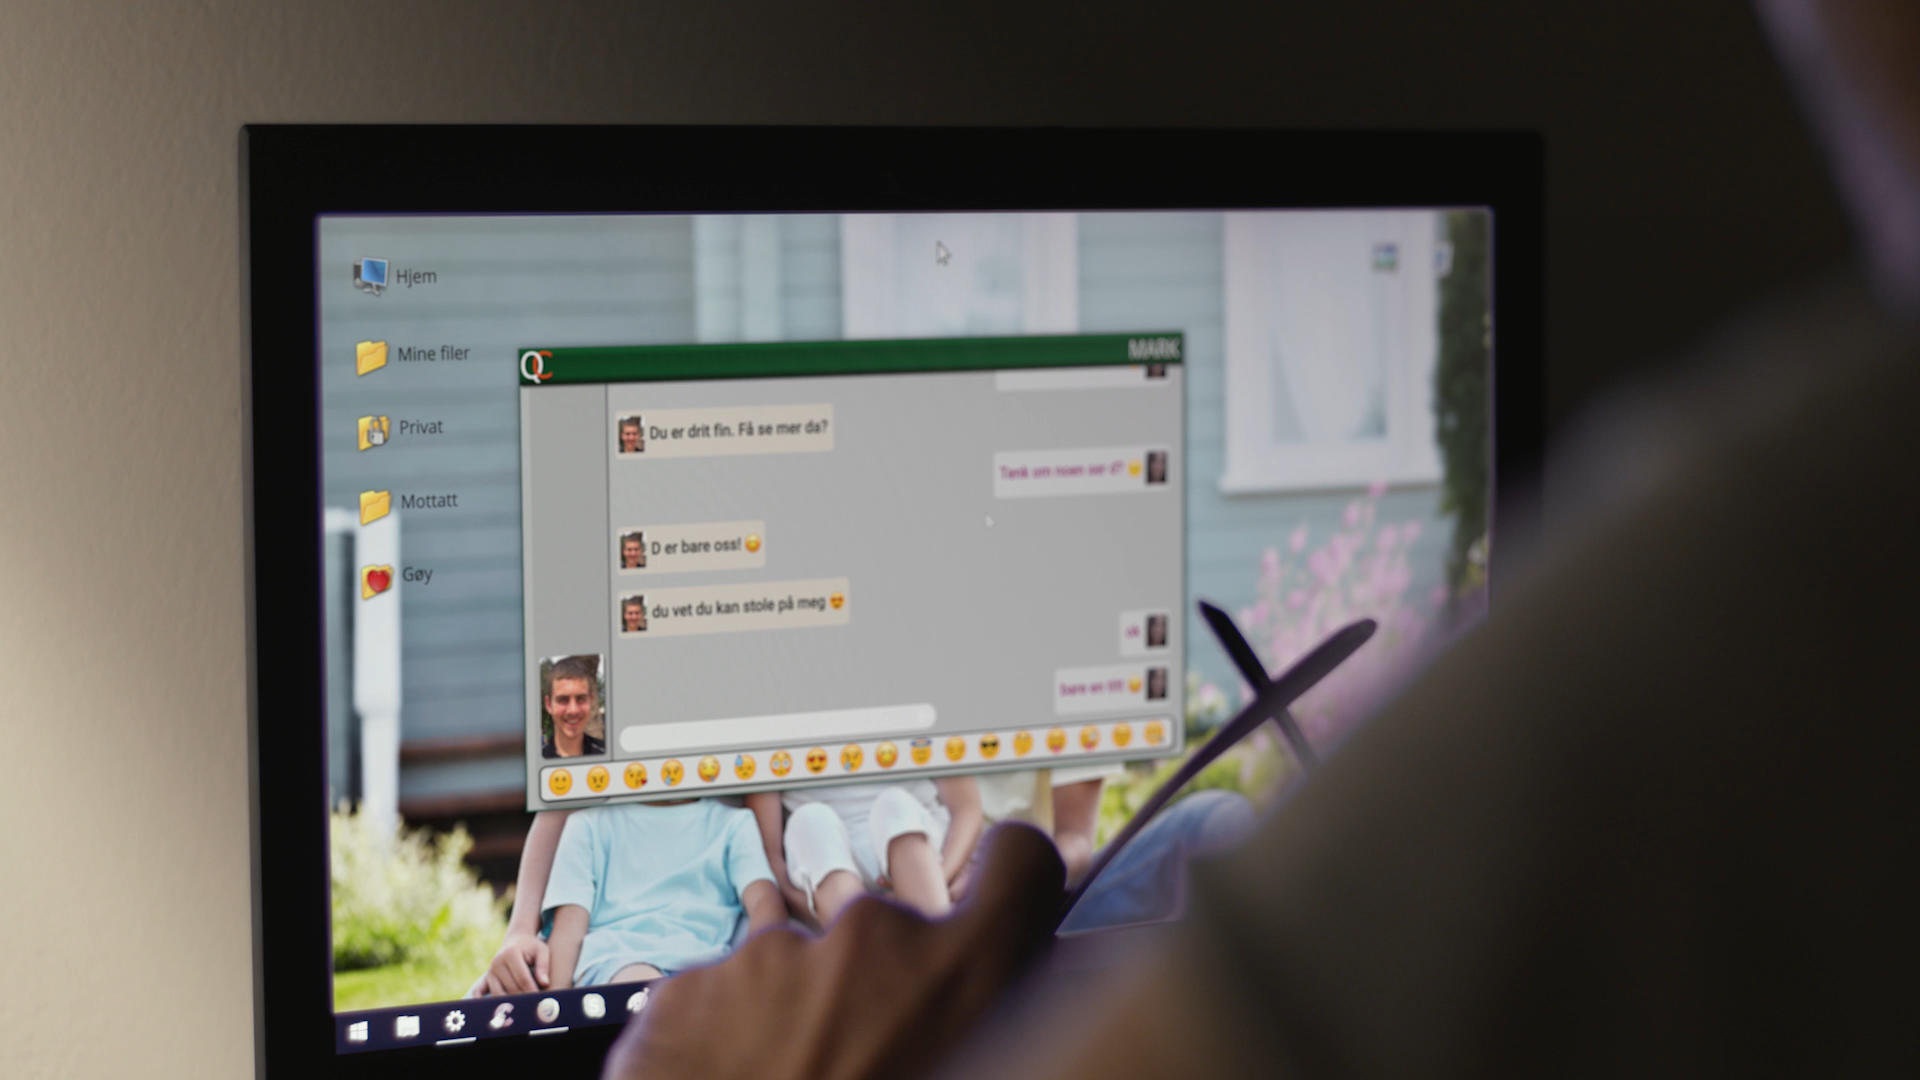 Hjem
Mine filer
Privat
Mottatt
Gøy
QC
MARK
Du er drit fin. Få se mer da?
Tenk om noen ser d?
D er bare oss!
du vet du kan stole på meg
ok
bare en litt